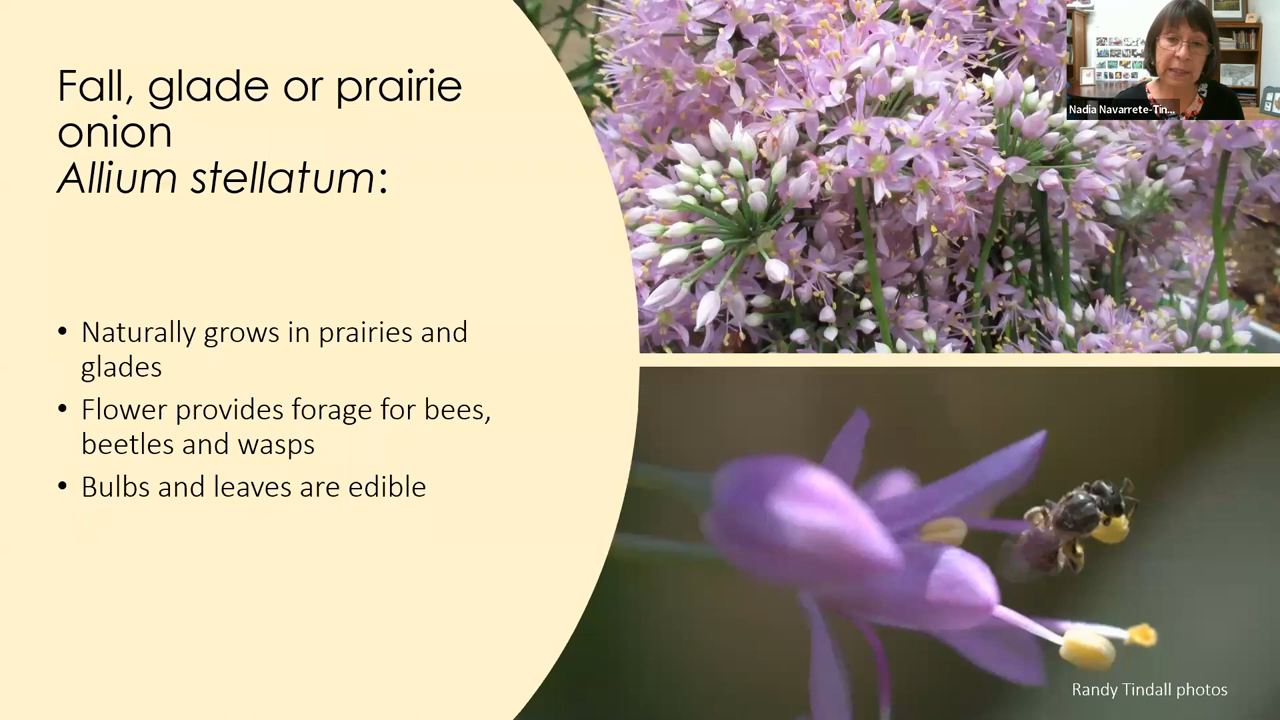 Fall, glade or prairie
onion
Allium stellatum:
• Naturally grows in prairies and
glades
• Flower provides forage for bees,
beetles and wasps
• Bulbs and leaves are edible
Nadia Navarrete-Tin...
Randy Tindall photos